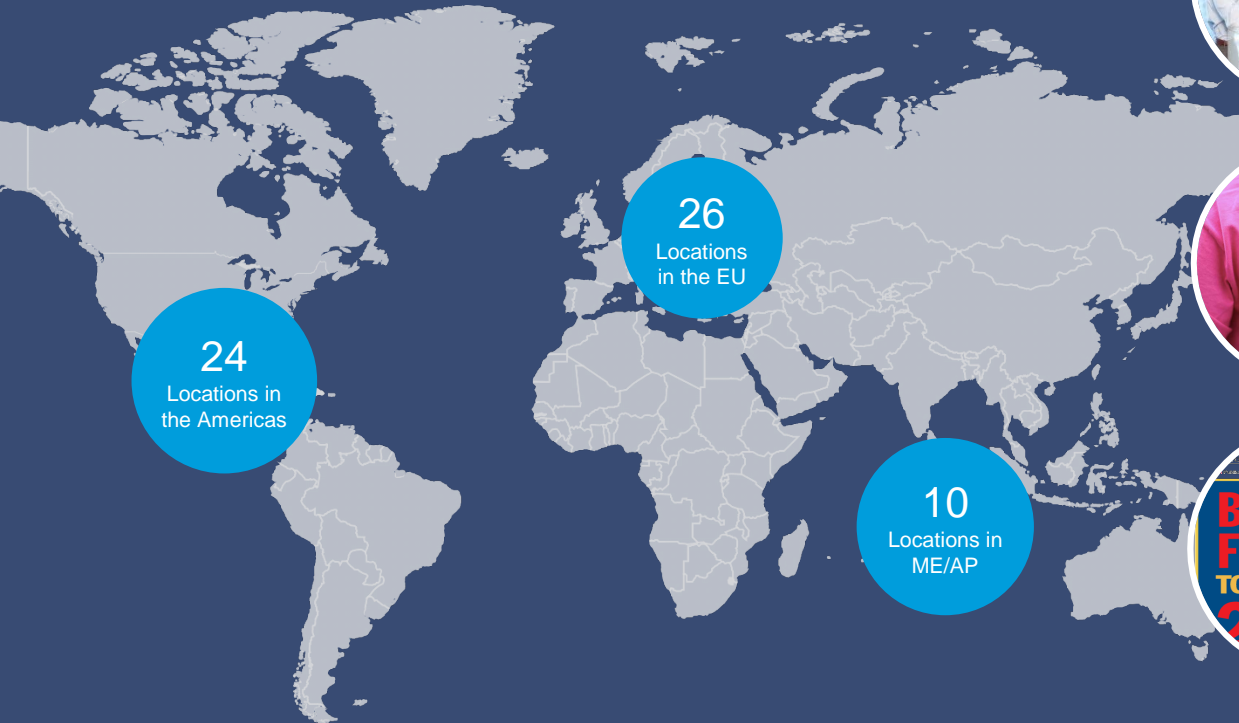 26
Locations
in the EU
24
Locations in
the Americas
10
Locations in
ME/AP